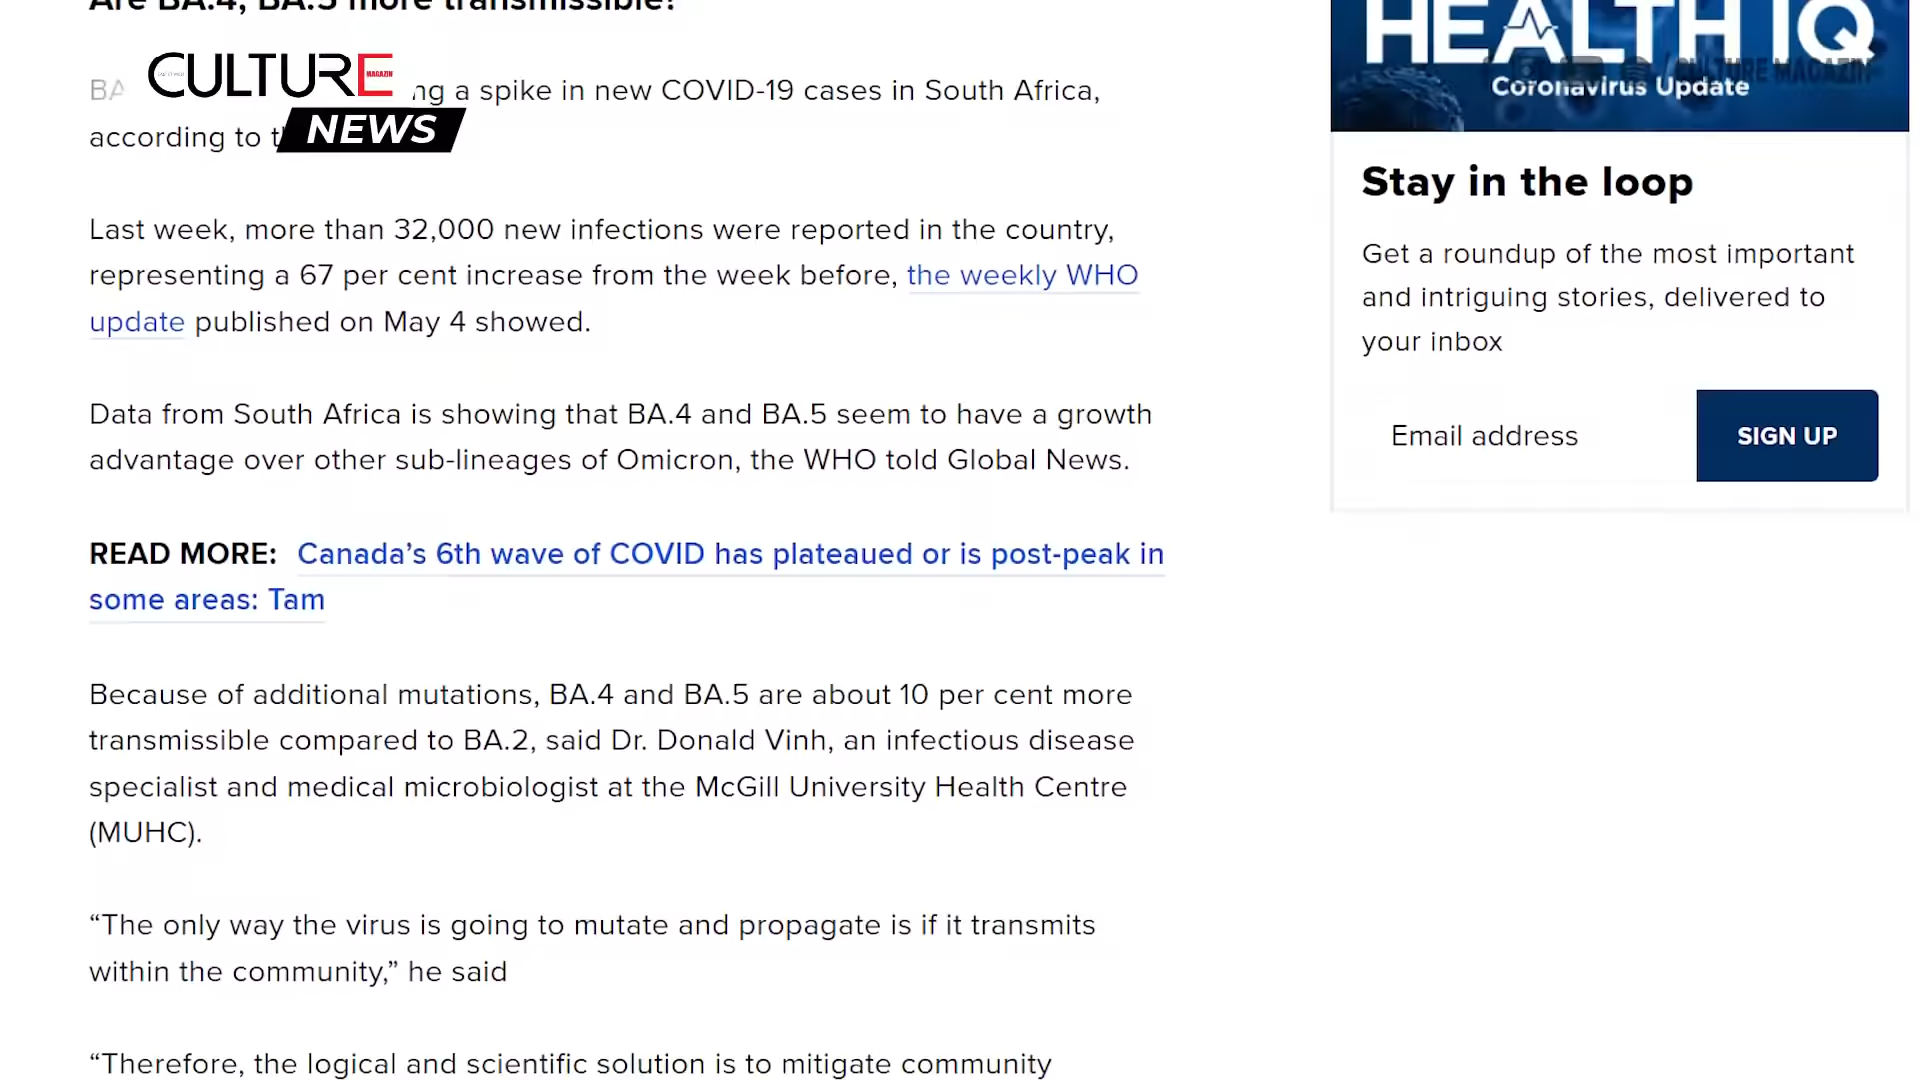 Are BA.4, BA.5 more transmissible?
CULTURE
MAGAZIN
NEWS
BA ng a spike in new COVID-19 cases in South Africa,
according to
Last week, more than 32,000 new infections were reported in the country,
representing a 67 per cent increase from the week before, the weekly WHO
update published on May 4 showed.
Data from South Africa is showing that BA.4 and BA.5 seem to have a growth
advantage over other sub-lineages of Omicron, the WHO told Global News.
READ MORE: Canada’s 6th wave of COVID has plateaued or is post-peak in
some areas: Tam
Because of additional mutations, BA.4 and BA.5 are about 10 per cent more
transmissible compared to BA.2, said Dr. Donald Vinh, an infectious disease
specialist and medical microbiologist at the McGill University Health Centre
(MUHC).
“The only way the virus is going to mutate and propagate is if it transmits
within the community,” he said
“Therefore, the logical and scientific solution is to mitigate community
HEALTH IQ
/ CULTURE MAGAZIN
Coronavirus Update
Stay in the loop
Get a roundup of the most important
and intriguing stories, delivered to
your inbox
Email address
SIGN UP